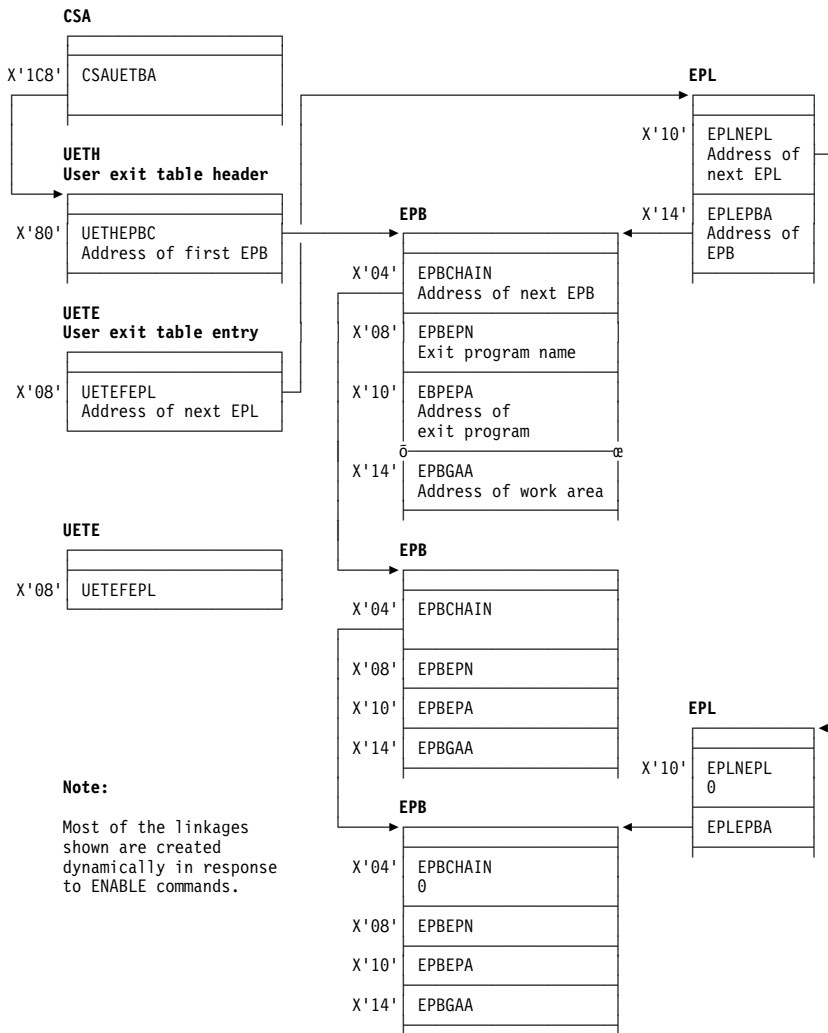 CSA
X'1C8' CSAUETBA
UETH
User exit table header
X'80' UETHEPBC
Address of first EPB
UETE
User exit table entry
X'08' UETEFEPL
Address of next EPL
UETE
X'08' UETEFEPL
Note:
Most of the linkages
shown are created
dynamically in response
to ENABLE commands.
EPB
X'04' EPBCHAIN
Address of next EPB
X'08' EPBEPN
Exit program name
X'10' EBPEPA
Address of
exit program
õ œ
X'14' EPBGAA
Address of work area
EPB
X'04' EPBCHAIN
X'08' EPBEPN
X'10' EPBEPA
X'14' EPBGAA
EPB
X'04' EPBCHAIN
0
X'08' EPBEPN
X'10' EPBEPA
X'14' EPBGAA
EPL
X'10' EPLNEPL
Address of
next EPL
X'14' EPLEPBA
Address of
EPB
EPL
X'10' EPLNEPL
0
EPLEPBA